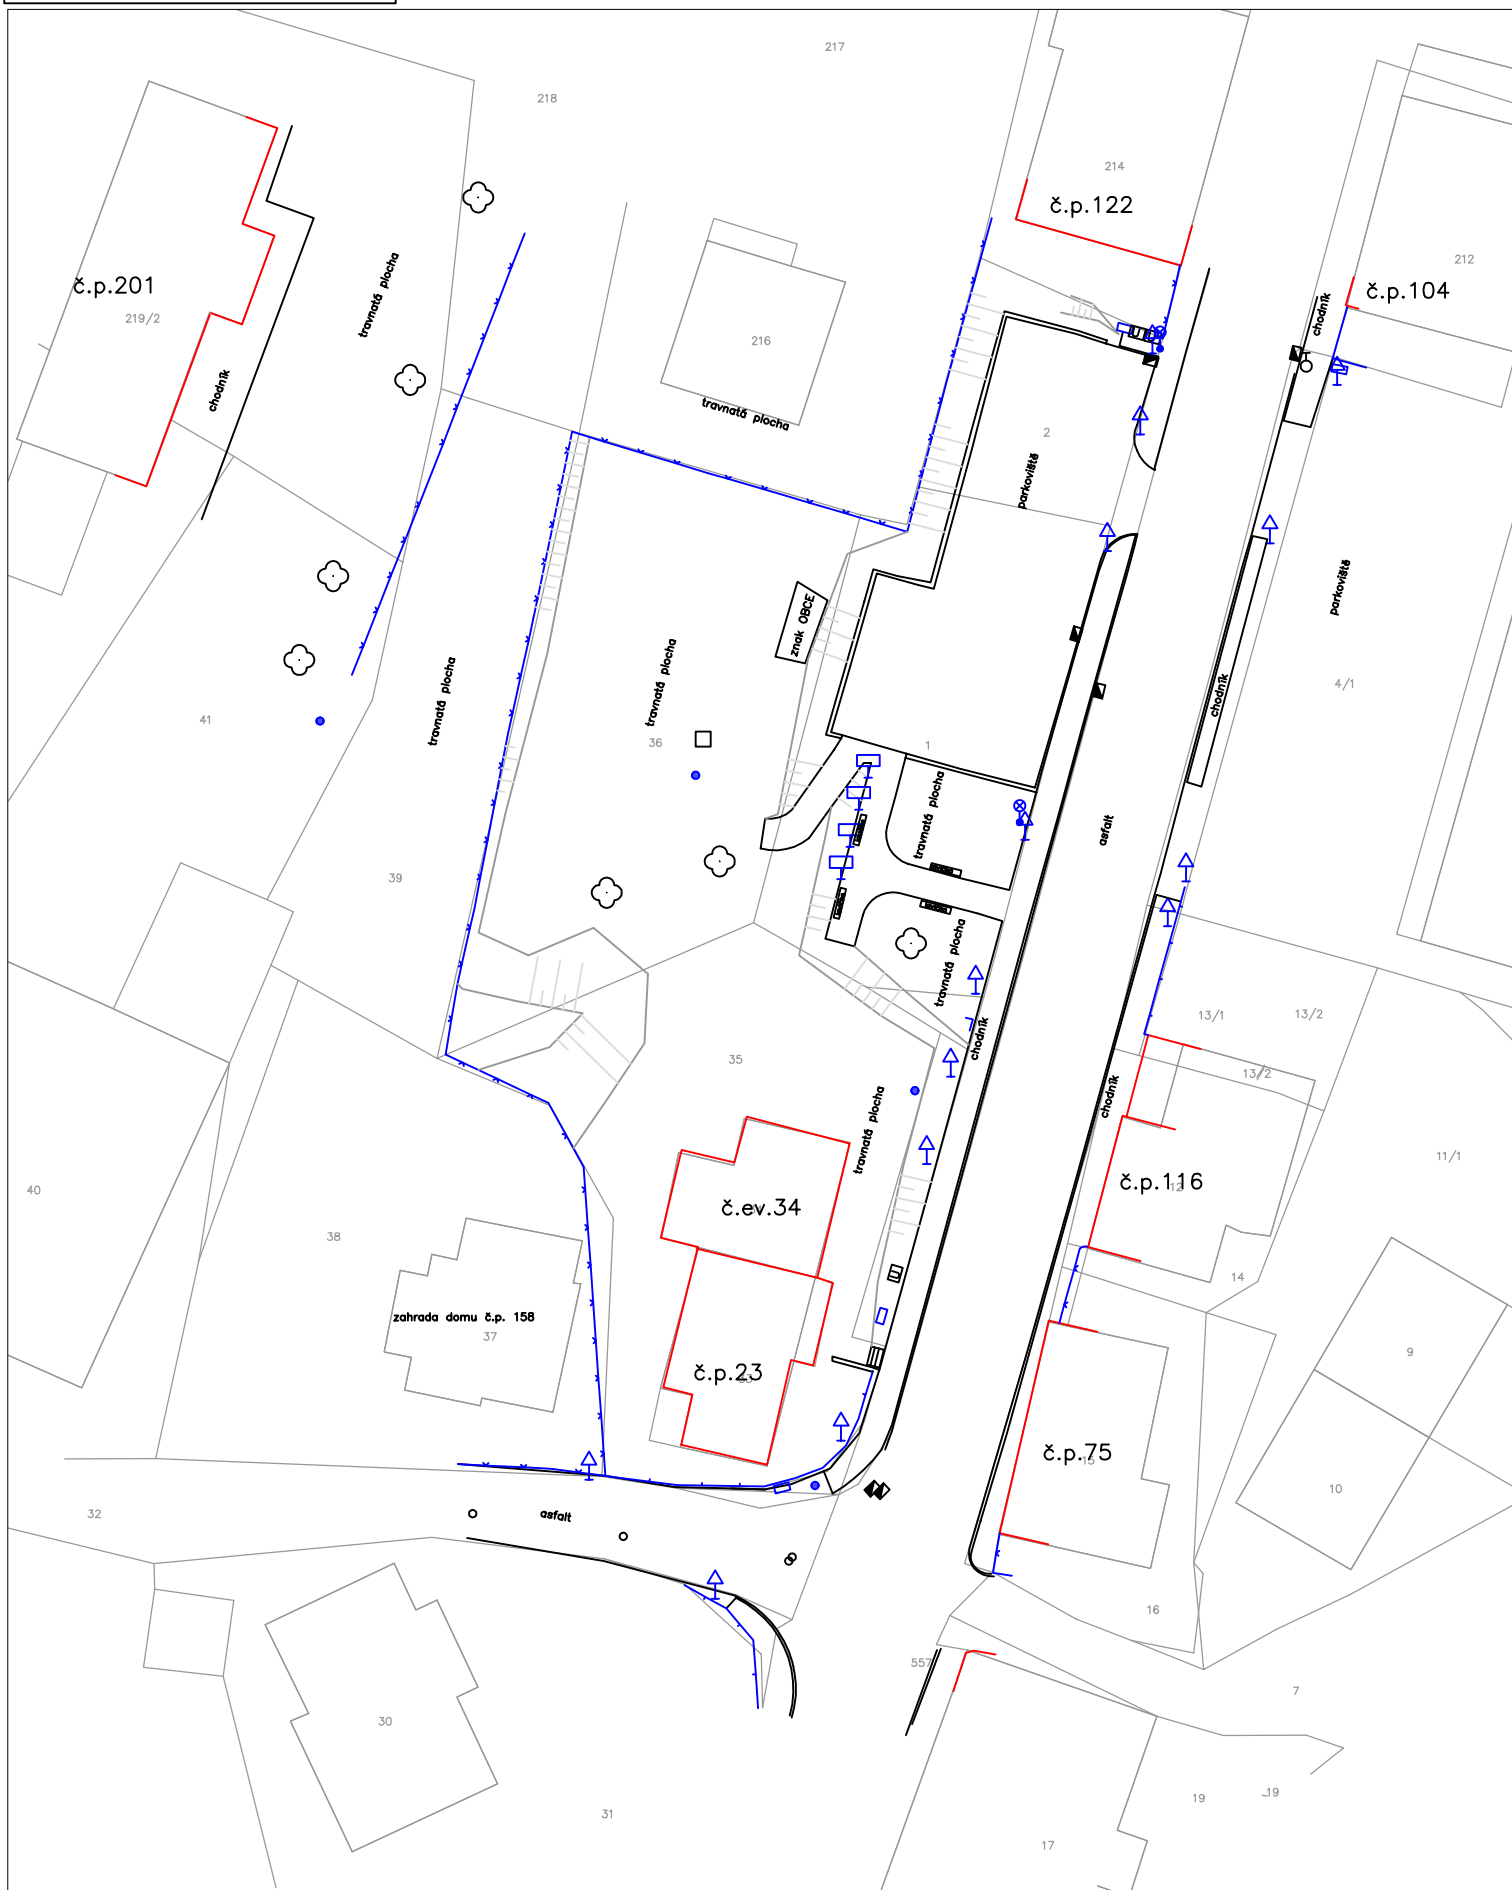 217
218
214
č.p.122
212
č.p.104
č.p.201
219/2
travnatá plocha
chodník
216
travnatá plocha
2
parkoviště
chodník
parkoviště
znak OBCE
travnatá plocha
travnatá plocha
36
41
1
chodník
4/1
travnatá plocha
asfalt
39
travnatá plocha
chodník
13/1
13/2
13/2
35
travnatá plocha
chodník
11/1
č.p.116
12
40
38
č.ev.34
14
zahrada domu č.p. 158
37
č.p.23
9
č.p.75
10
32
asfalt
16
557
7
30
31
19
19
17